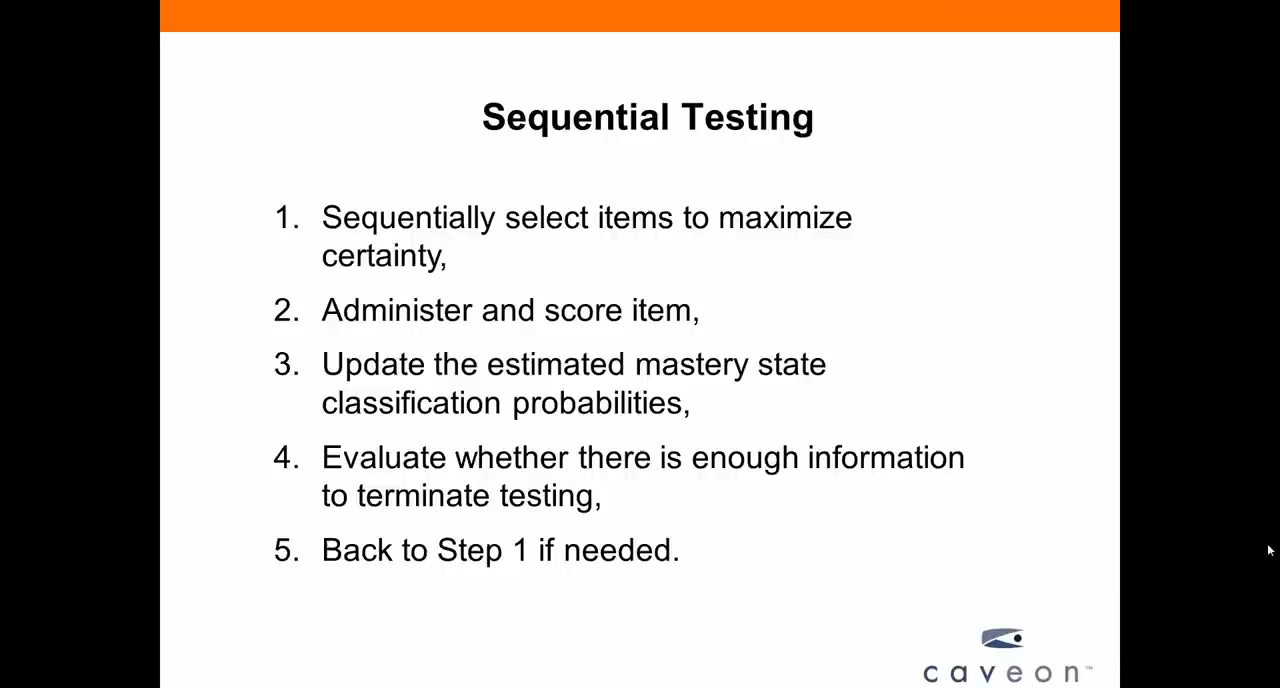 Sequential Testing
1. Sequentially select items to maximize
certainty,
2. Administer and score item,
3. Update the estimated mastery state
classification probabilities,
4. Evaluate whether there is enough information
to terminate testing,
5. Back to Step 1 if needed.
caveon™